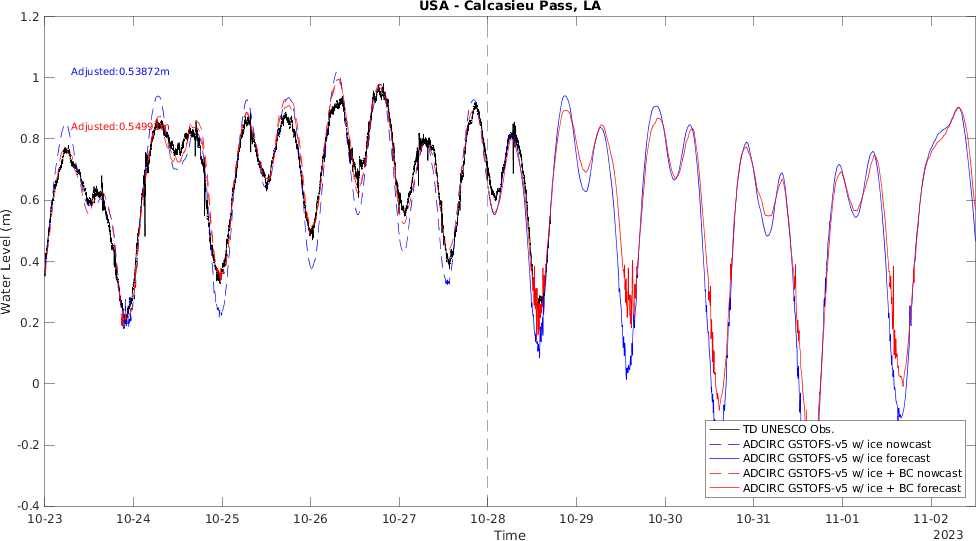 USA - Calcasieu Pass, LA
1.2
1
0.8
0.6
0.4
0.2
0
-0.2
-0.4
Water Level (m)
Adjusted:0.53872m
Adjusted:0.5499
10-23
10-24
10-25
10-26
10-27
10-28
10-29
10-30
10-31
11-01
11-02
2023
Time
TD UNESCO Obs.
ADCIRC GSTOFS-v5 w/ ice nowcast
ADCIRC GSTOFS-v5 w/ ice forecast
ADCIRC GSTOFS-v5 w/ ice + BC nowcast
ADCIRC GSTOFS-v5 w/ ice + BC forecast